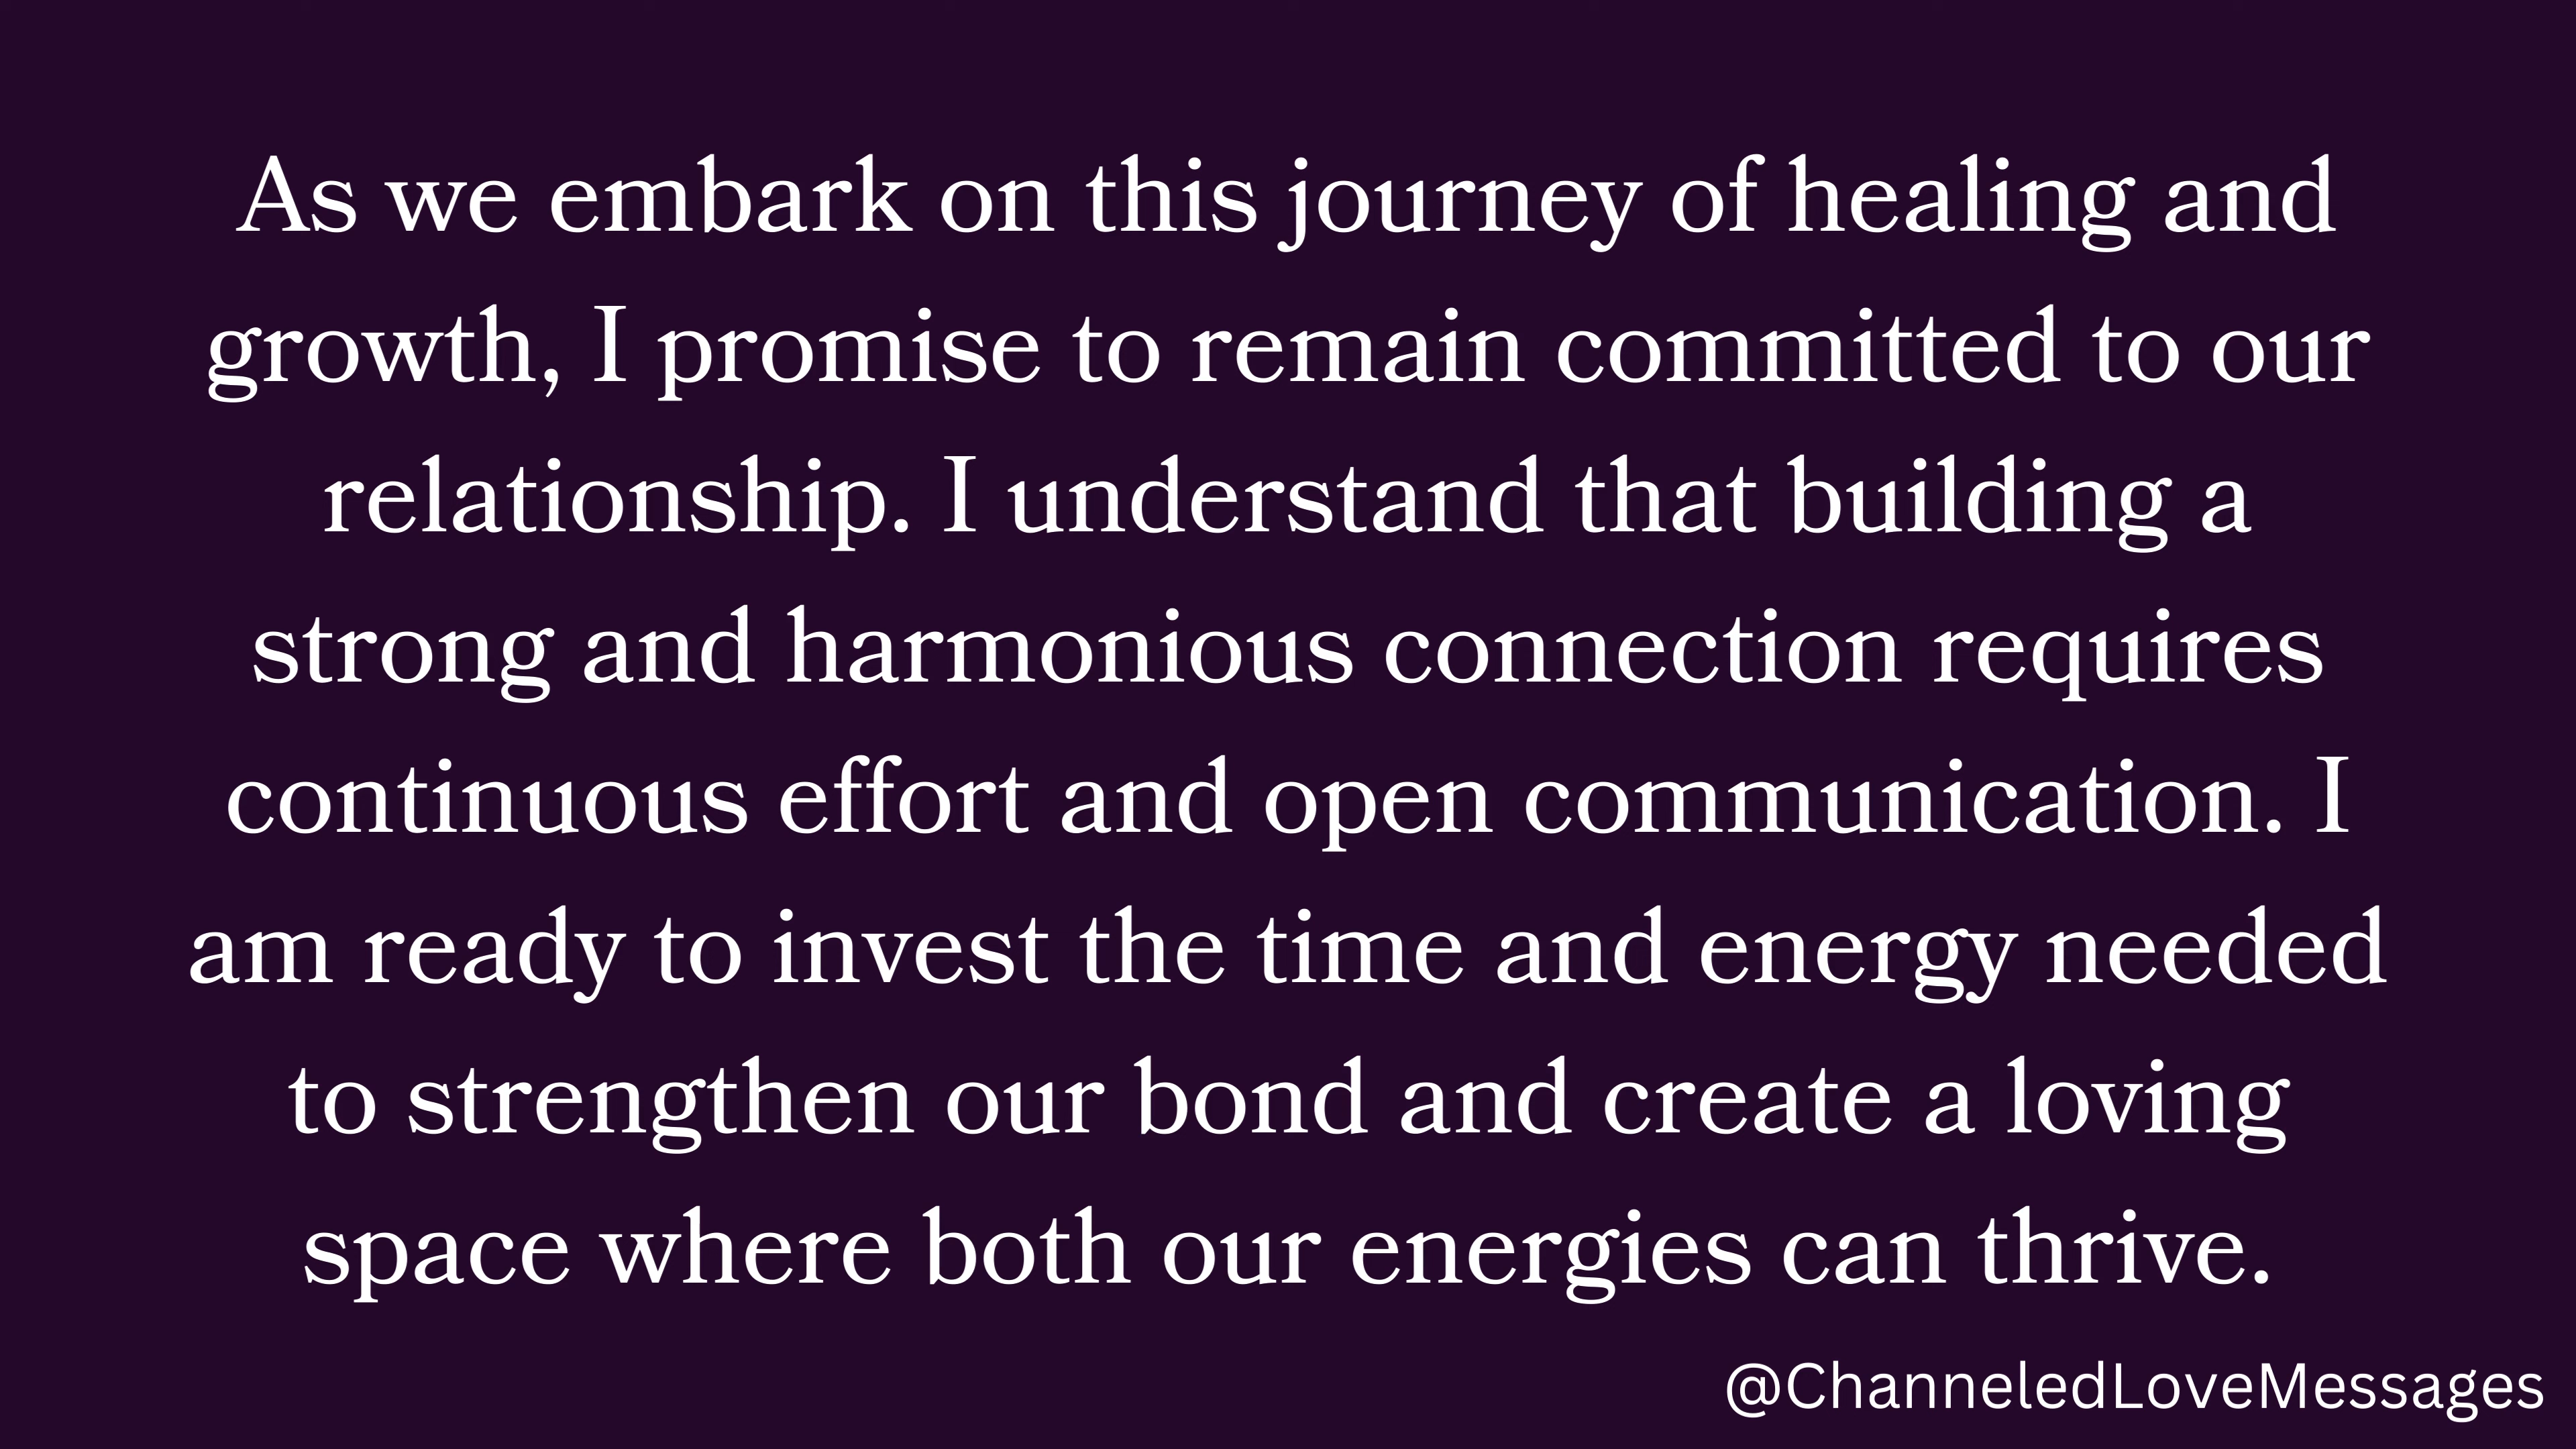 As we embark on this journey of healing and
growth, I promise to remain committed to our
relationship. I understand that building a
strong and harmonious connection requires
continuous effort and open communication. I
am ready to invest the time and energy needed
to strengthen our bond and create a loving
space where both our energies can thrive.
@ChanneledLoveMessages